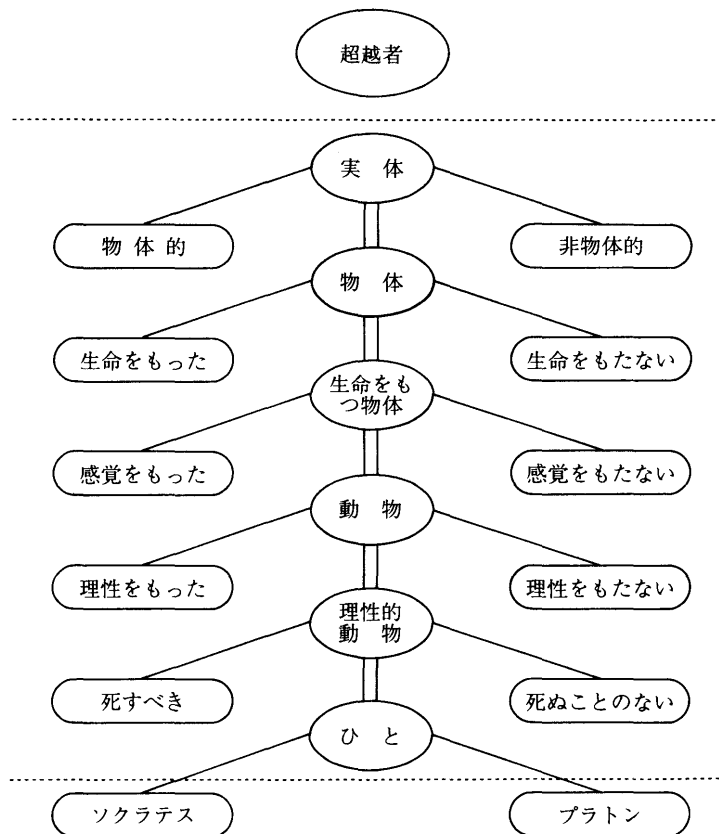 超越者
実 体
物 体 的
非物体的
物 体
生命をもった
生命をもたない
生命をも
つ物体
感覚をもった
感覚をもたない
動 物
理性をもった
理性をもたない
理性的
動 物
死すべき
死ぬことのない
ひ と
ソクラテス
プラトン